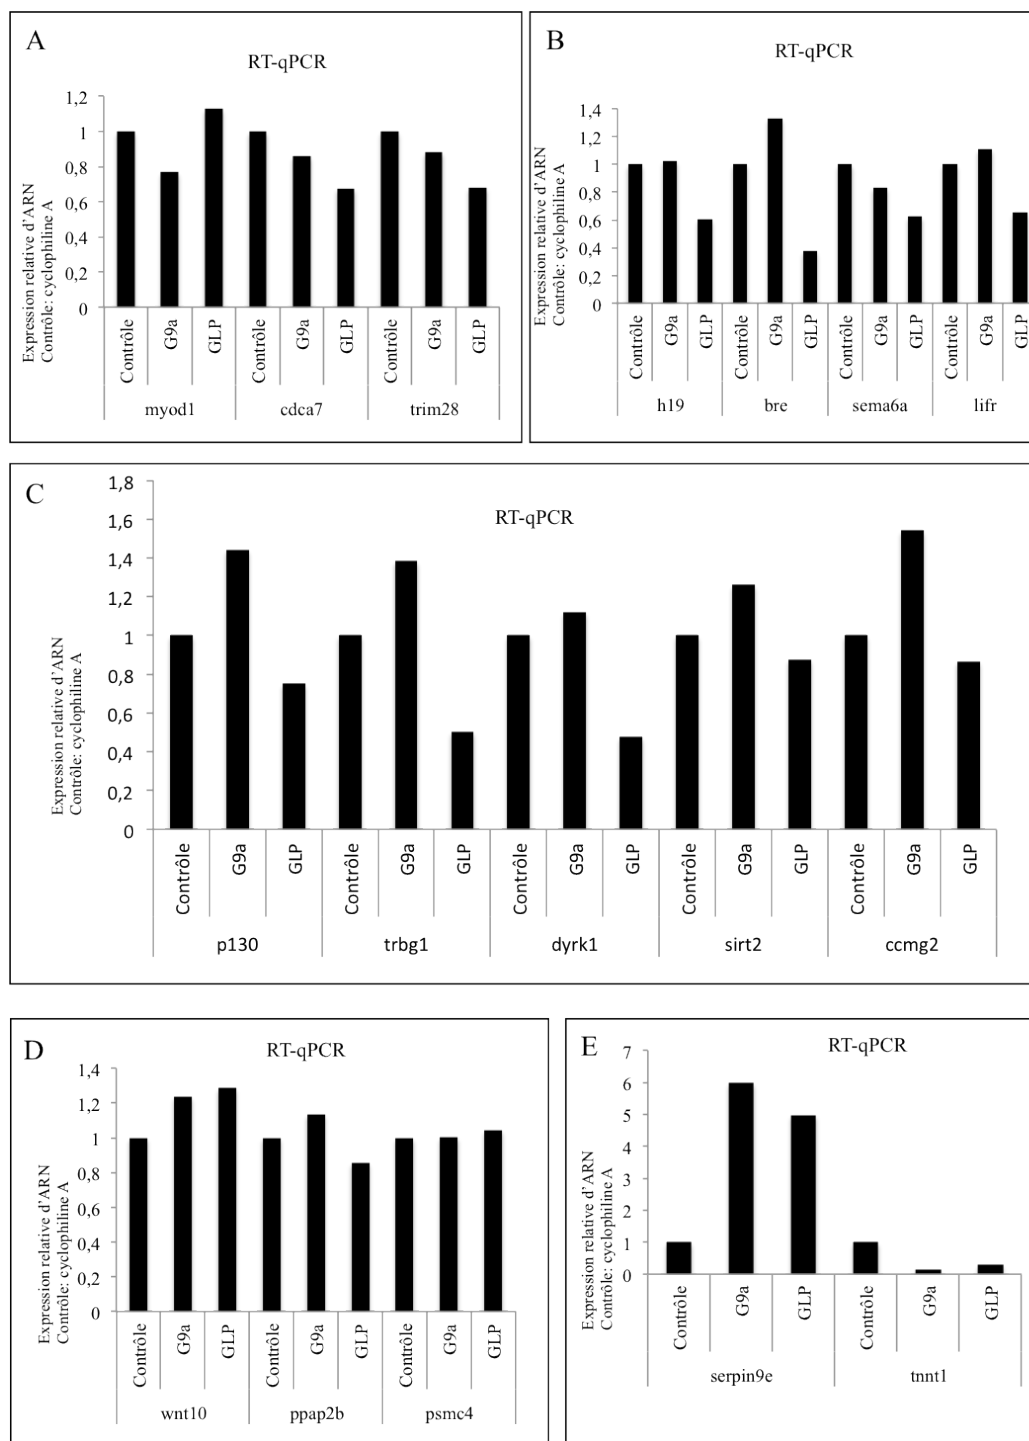 A
RT-qPCR
Expression relative d'ARN
Contrôle: cyclophiline A
1,2
1
0,8
0,6
0,4
0,2
0
Contrôle
G9a
GLP
Contrôle
G9a
GLP
Contrôle
G9a
GLP
myod1
cdca7
trim28
B
RT-qPCR
Expression relative d'ARN
Contrôle: cyclophiline A
1,4
1,2
1
0,8
0,6
0,4
0,2
0
Contrôle
G9a
GLP
Contrôle
G9a
GLP
Contrôle
G9a
GLP
Contrôle
G9a
GLP
h19
bre
sema6a
lifr
C
RT-qPCR
Expression relative d'ARN
Contrôle: cyclophiline A
1,8
1,6
1,4
1,2
1
0,8
0,6
0,4
0,2
0
Contrôle
G9a
GLP
Contrôle
G9a
GLP
Contrôle
G9a
GLP
Contrôle
G9a
GLP
Contrôle
G9a
GLP
p130
trbg1
dyrk1
sirt2
ccmg2
D
RT-qPCR
Expression relative d'ARN
Contrôle: cyclophiline A
1,4
1,2
1
0,8
0,6
0,4
0,2
0
Contrôle
G9a
GLP
Contrôle
G9a
GLP
Contrôle
G9a
GLP
wnt10
ppap2b
psmc4
E
RT-qPCR
Expression relative d'ARN
Contrôle: cyclophiline A
7
6
5
4
3
2
1
0
Contrôle
G9a
GLP
Contrôle
G9a
GLP
serpin9e
tnnt1